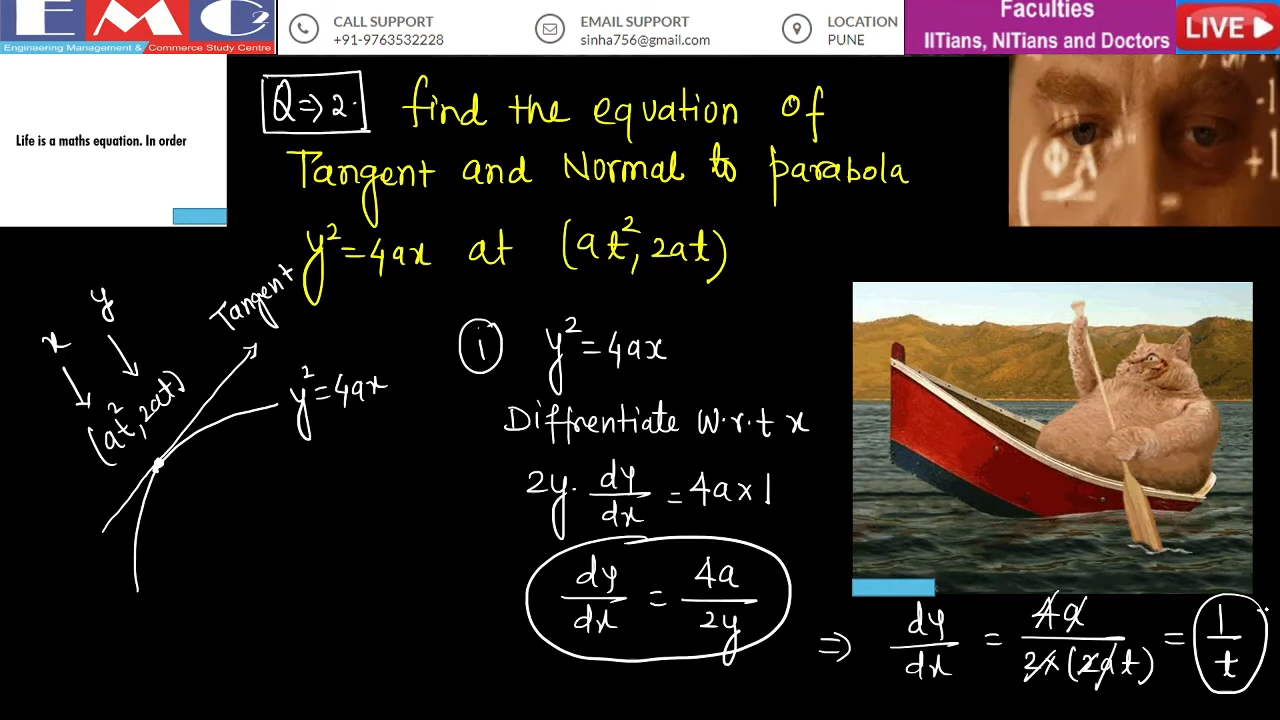 EMC²
Engineering Management & Commerce Study Centre
CALL SUPPORT
+91-9763532228
EMAIL SUPPORT
sinha756@gmail.com
LOCATION
PUNE
Faculties
IITians, NITians and Doctors
LIVE
Life is a maths equation. In order
Q⇒2. find the equation of
Tangent and Normal to parabola
y²=4ax at (at², 2at)
x y
(at², 2at)
Tangent
y²=4ax
i y²=4ax
Diffrentiate w.r.t x
2y. dy/dx = 4a×1
dy/dx = 4a/2y
⇒ dy/dx = 4a/2×(2at) = 1/t